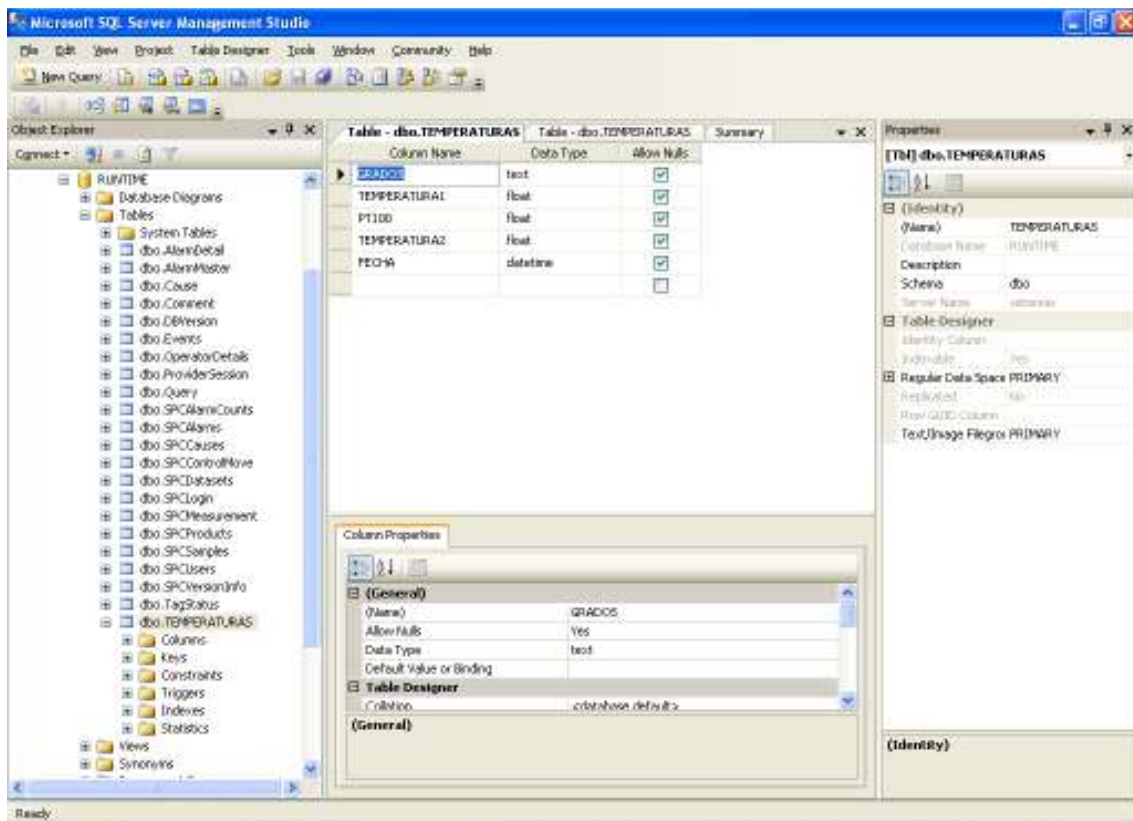 Microsoft SQL Server Management Studio
File Edit View Project Table Designer Tools Window Community Help
New Query
Object Explorer
Connect
RUNTIME
Database Diagrams
Tables
System Tables
dbo.AlarmDetail
dbo.AlarmMaster
dbo.Cause
dbo.Comment
dbo.DBVersion
dbo.Events
dbo.OperatorDetails
dbo.ProviderSession
dbo.Query
dbo.SPCAlarmCounts
dbo.SPCAlarms
dbo.SPCCauses
dbo.SPCControlMove
dbo.SPCDatasets
dbo.SPCLogin
dbo.SPCMeasurement
dbo.SPCProducts
dbo.SPCSamples
dbo.SPCUsers
dbo.SPCVersionInfo
dbo.TagStatus
dbo.TEMPERATURAS
Columns
Keys
Constraints
Triggers
Indexes
Statistics
Views
Synonyms
Table - dbo.TEMPERATURAS Table - dbo.TEMPERATURAS Summary
Column Name Data Type Allow Nulls
GRADOS text
TEMPERATURA1 float
PT100 float
TEMPERATURA2 float
FECHA datetime
Column Properties
(General)
(Name) GRADOS
Allow Nulls Yes
Data Type text
Default Value or Binding
Table Designer
Collation <database default>
(General)
Properties
[Tbl] dbo.TEMPERATURAS
(Identity)
(Name) TEMPERATURAS
Database Name RUNTIME
Description
Schema dbo
Server Name
Table Designer
Identity Column
Indexable Yes
Regular Data Space PRIMARY
Replicated No
Row GUID Column
Text/Image Filegrou PRIMARY
(Identity)
Ready